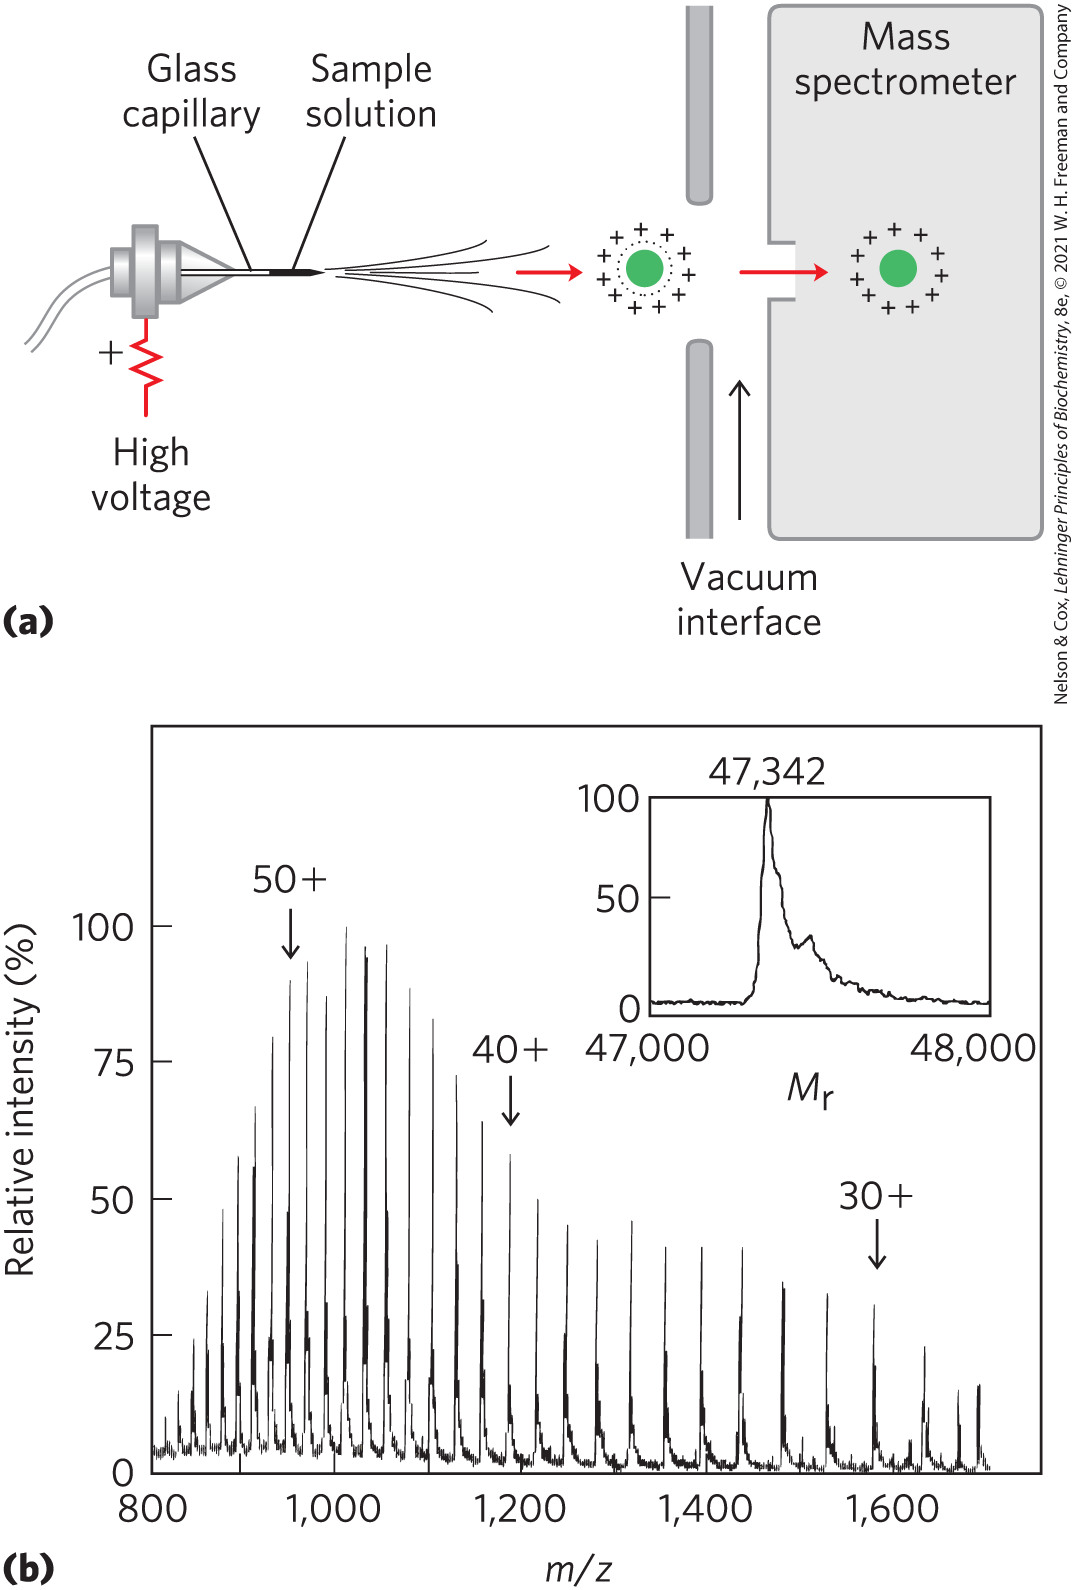 Glass
capillary
Sample
solution
Mass
spectrometer
+
High
voltage
Vacuum
interface
(a)
Nelson & Cox, Lehninger Principles of Biochemistry, 8e, © 2021 W. H. Freeman and Company
Relative intensity (%)
100
75
50
25
0
50+
40+
30+
47,342
100
50
0
47,000
48,000
Mr
800
1,000
1,200
1,400
1,600
m/z
(b)